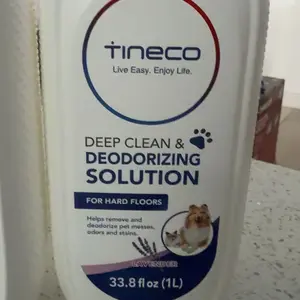 TINECO
Live Easy. Enjoy Life.
DEEP CLEAN &
DEODORIZING
SOLUTION
FOR HARD FLOORS
Helps remove and
deodorize pet messes,
odors and stains.
LAVENDER
33.8 fl oz (1L)